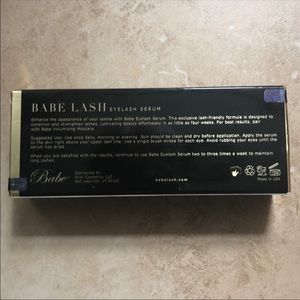 BABE LASH EYELASH SERUM
Enhance the appearance of your lashes with Babe Eyelash Serum. This exclusive lash-friendly formula is designed to
condition and strengthen lashes, cultivating beauty effortlessly in as little as four weeks. For best results, pair
with Babe Volumizing Mascara.
Suggested Use: Use once daily, morning or evening. Skin should be clean and dry before application. Apply the serum
to the skin right above your upper lash line. Use a single brush stroke for each eye. Avoid rubbing your eyes until the
serum has dried.
When you are satisfied with the results, continue to use Babe Eyelash Serum two to three times a week to maintain
long lashes.
Babe
Distributed by:
Salt Lake City, UT
babelash.com
Made in USA